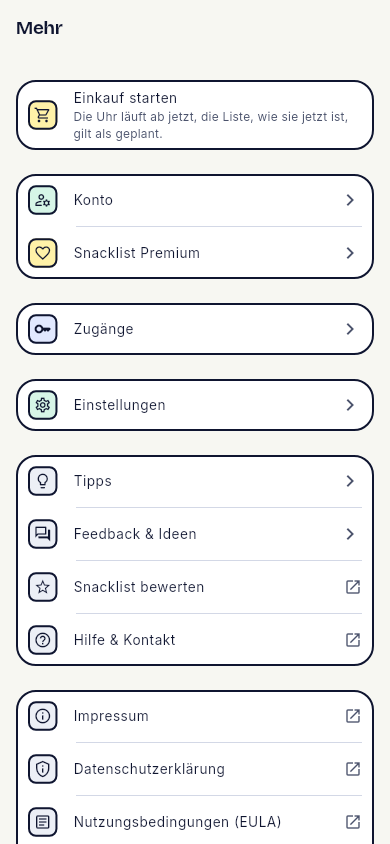 Mehr
Einkauf starten
Die Uhr läuft ab jetzt, die Liste, wie sie jetzt ist,
gilt als geplant.
Konto
Snacklist Premium
Zugänge
Einstellungen
Tipps
Feedback & Ideen
Snacklist bewerten
Hilfe & Kontakt
Impressum
Datenschutzerklärung
Nutzungsbedingungen (EULA)